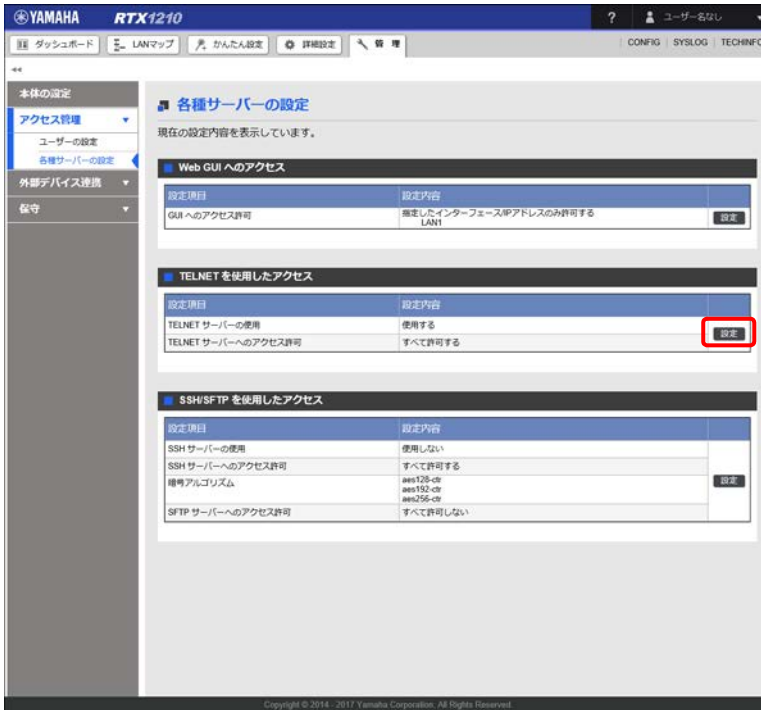 YAMAHA RTX1210 ? ユーザー名なし
ダッシュボード LANマップ かんたん設定 詳細設定 管理 CONFIG SYSLOG TECHINFO
本体の設定
アクセス管理
ユーザーの設定
各種サーバーの設定
外部デバイス連携
保守
各種サーバーの設定
現在の設定内容を表示しています。
Web GUI へのアクセス
設定項目 設定内容
GUI へのアクセス許可 指定したインターフェース/IPアドレスのみ許可する
LAN1
設定
TELNET を使用したアクセス
設定項目 設定内容
TELNET サーバーの使用 使用する
設定
TELNET サーバーへのアクセス許可 すべて許可する
SSH/SFTP を使用したアクセス
設定項目 設定内容
SSH サーバーの使用 使用しない
SSH サーバーへのアクセス許可 すべて許可する
暗号アルゴリズム aes128-ctr
aes192-ctr
aes256-ctr
設定
SFTP サーバーへのアクセス許可 すべて許可しない
Copyright © 2014 - 2017 Yamaha Corporation. All Rights Reserved.